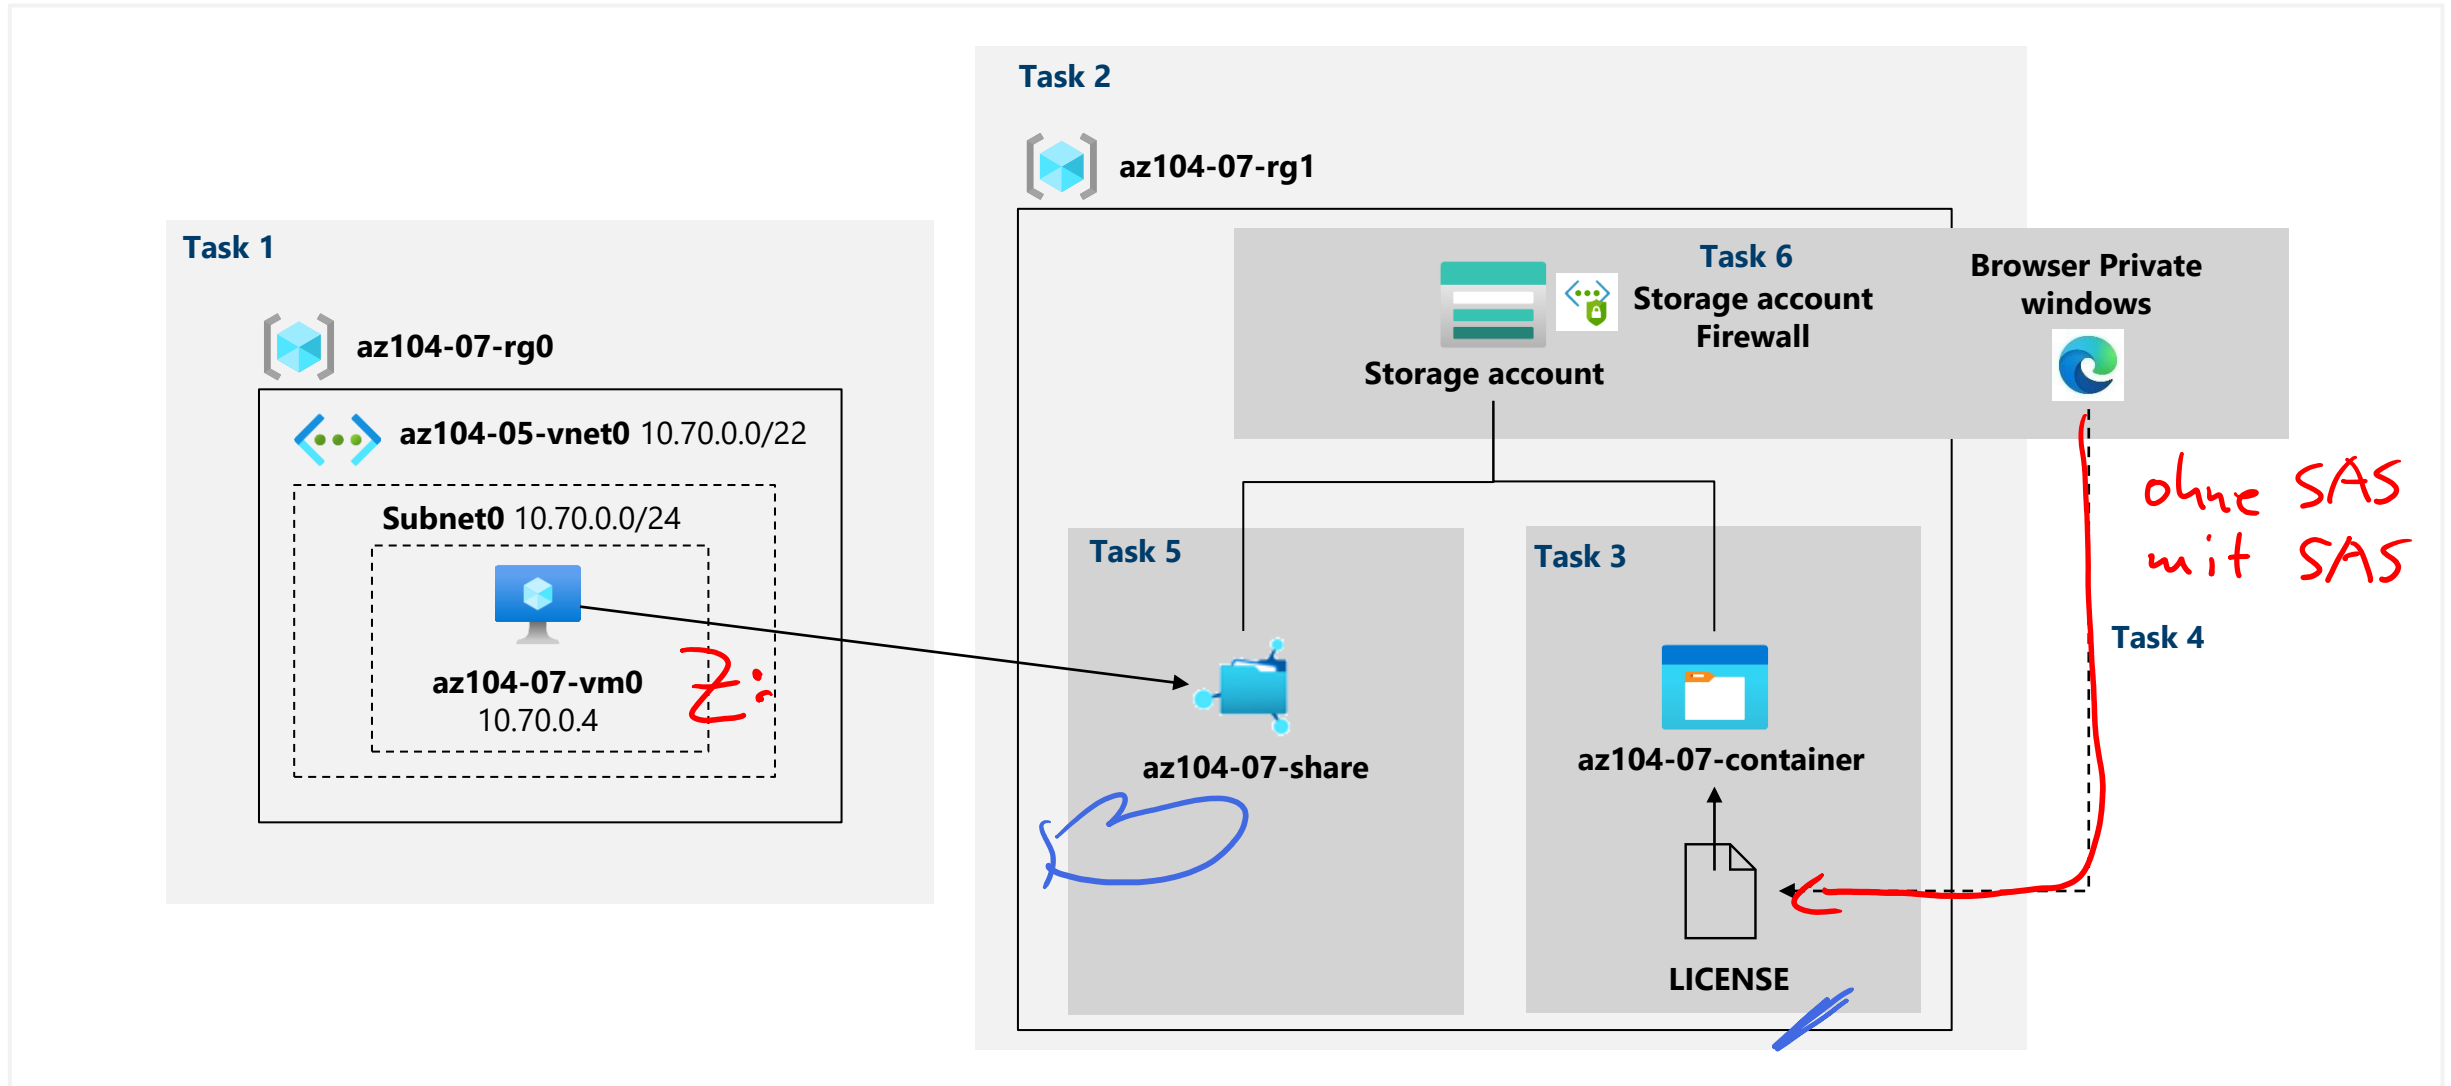 Task 2
az104-07-rg1
Task 1
az104-07-rg0
az104-05-vnet0 10.70.0.0/22
Subnet0 10.70.0.0/24
az104-07-vm0
10.70.0.4
Z:
Task 6
Storage account
Firewall
Storage account
Browser Private
windows
ohne SAS
mit SAS
Task 4
Task 5
az104-07-share
Task 3
az104-07-container
LICENSE